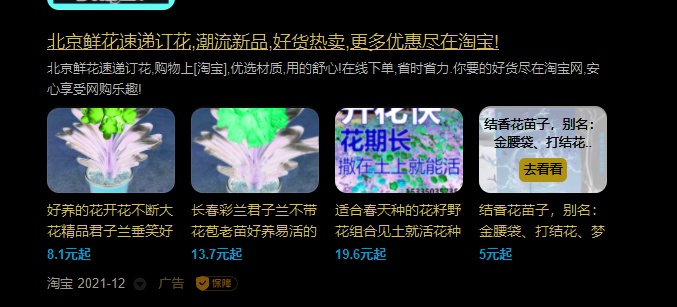 北京鲜花速递订花,潮流新品,好货热卖,更多优惠尽在淘宝!
北京鲜花速递订花,购物上[淘宝],优选材质,用的舒心!在线下单,省时省力.你要的好货尽在淘宝网,安
心享受网购乐趣!
开花快
花期长
撒在土上就能活
结香花苗子，别名：
金腰袋、打结花..
去看看
好养的花开花不断大
花精品君子兰垂笑好
8.1元起
长春彩兰君子兰不带
花苞老苗好养易活的
13.7元起
适合春天种的花籽野
花组合见土就活花种
19.6元起
结香花苗子，别名：
金腰袋、打结花、梦
5元起
淘宝 2021-12 广告 保障